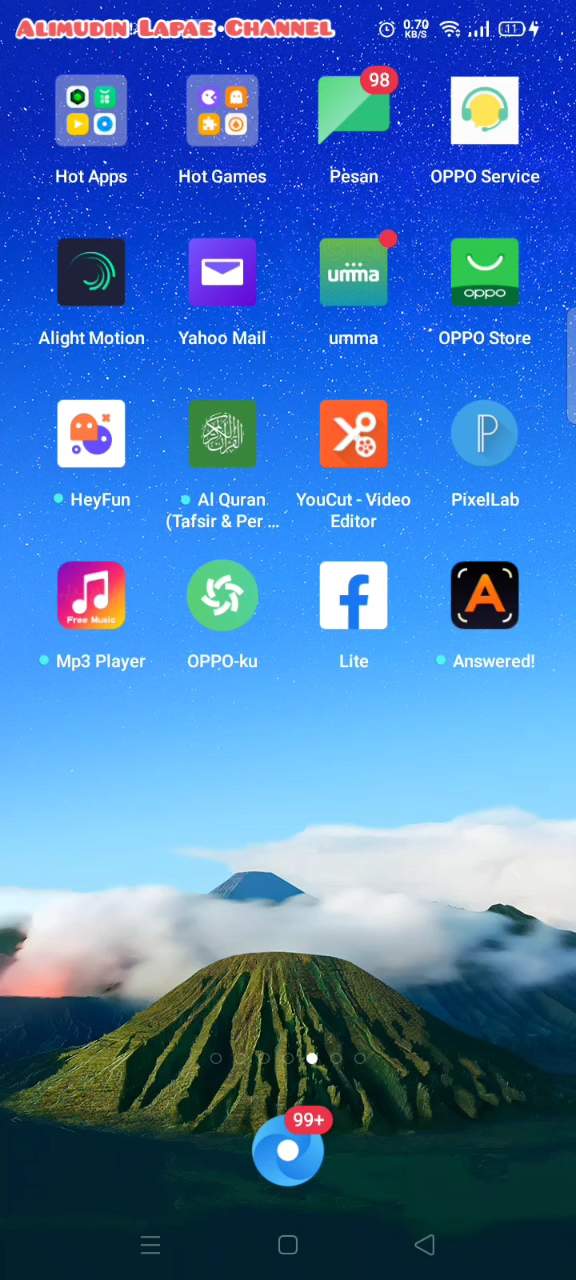 Alimudin Lapae Channel
0.70
KB/S
11
98
Hot Apps
Hot Games
Pesan
OPPO Service
umma
oppo
Alight Motion
Yahoo Mail
umma
OPPO Store
HeyFun
Al Quran
(Tafsir & Per ...
YouCut - Video
Editor
PixelLab
Free Music
Mp3 Player
OPPO-ku
Lite
Answered!
99+